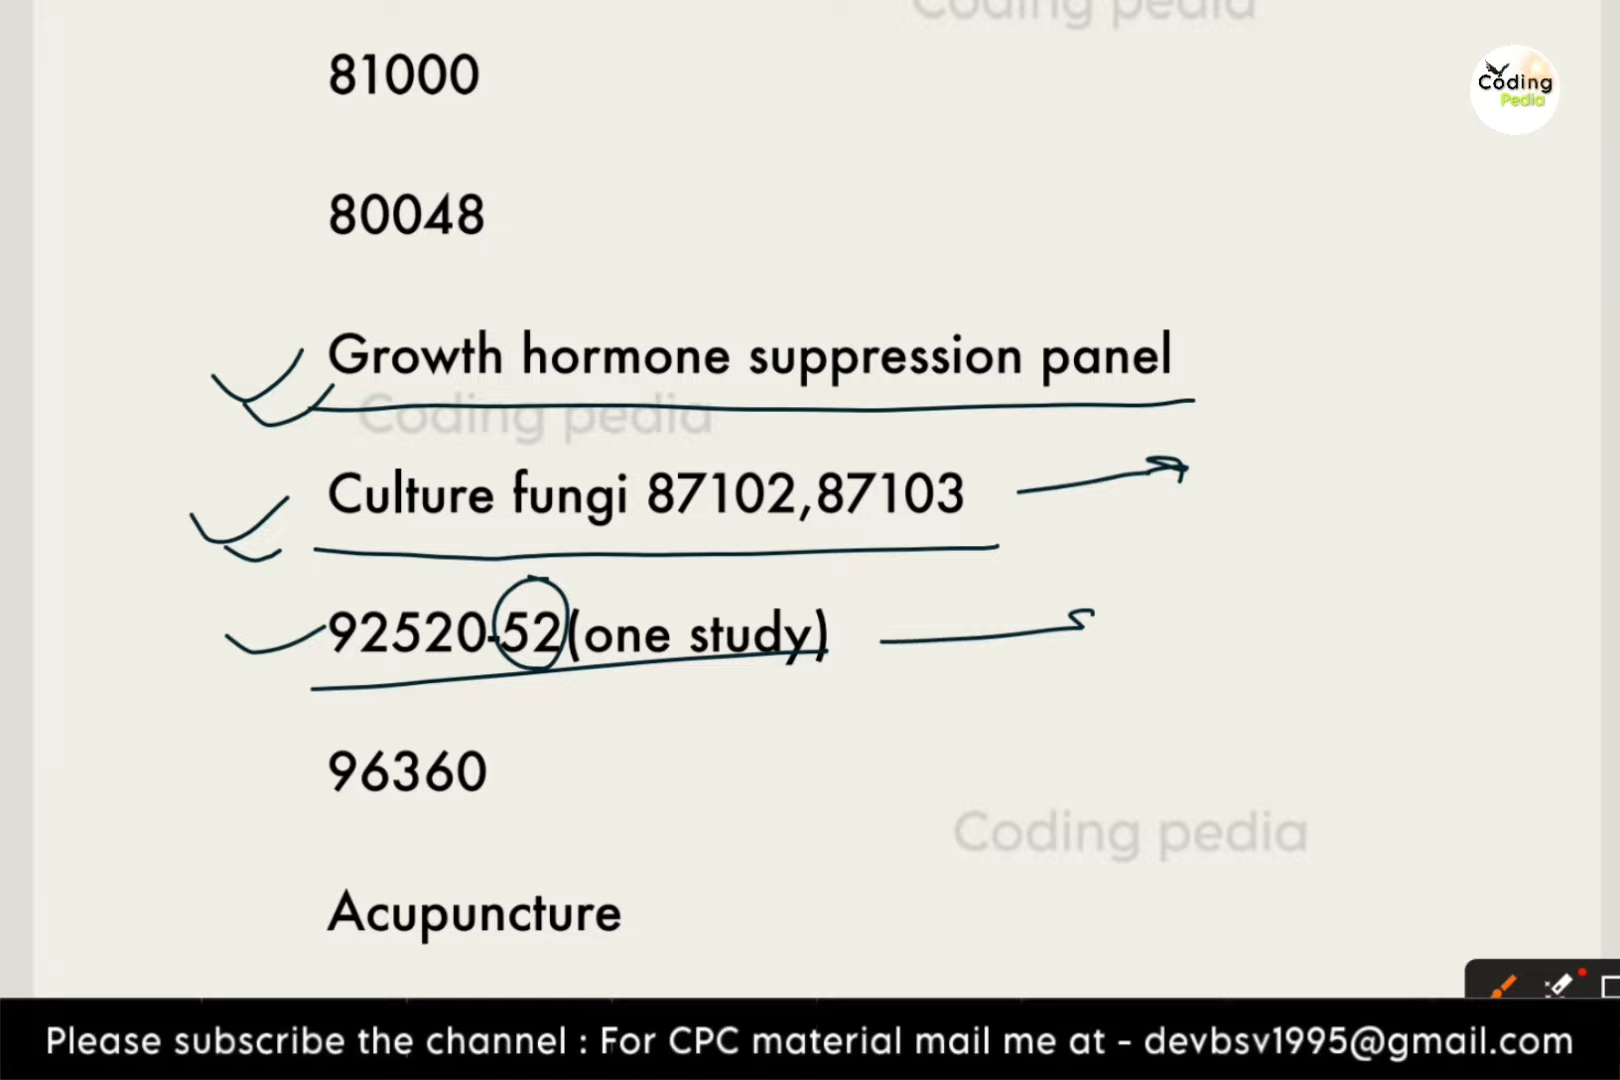 Coding pedia
81000
Coding
Pedia
80048
Growth hormone suppression panel
Coding pedia
Culture fungi 87102,87103
92520-52(one study)
96360
Coding pedia
Acupuncture
Please subscribe the channel : For CPC material mail me at - devbsv1995@gmail.com